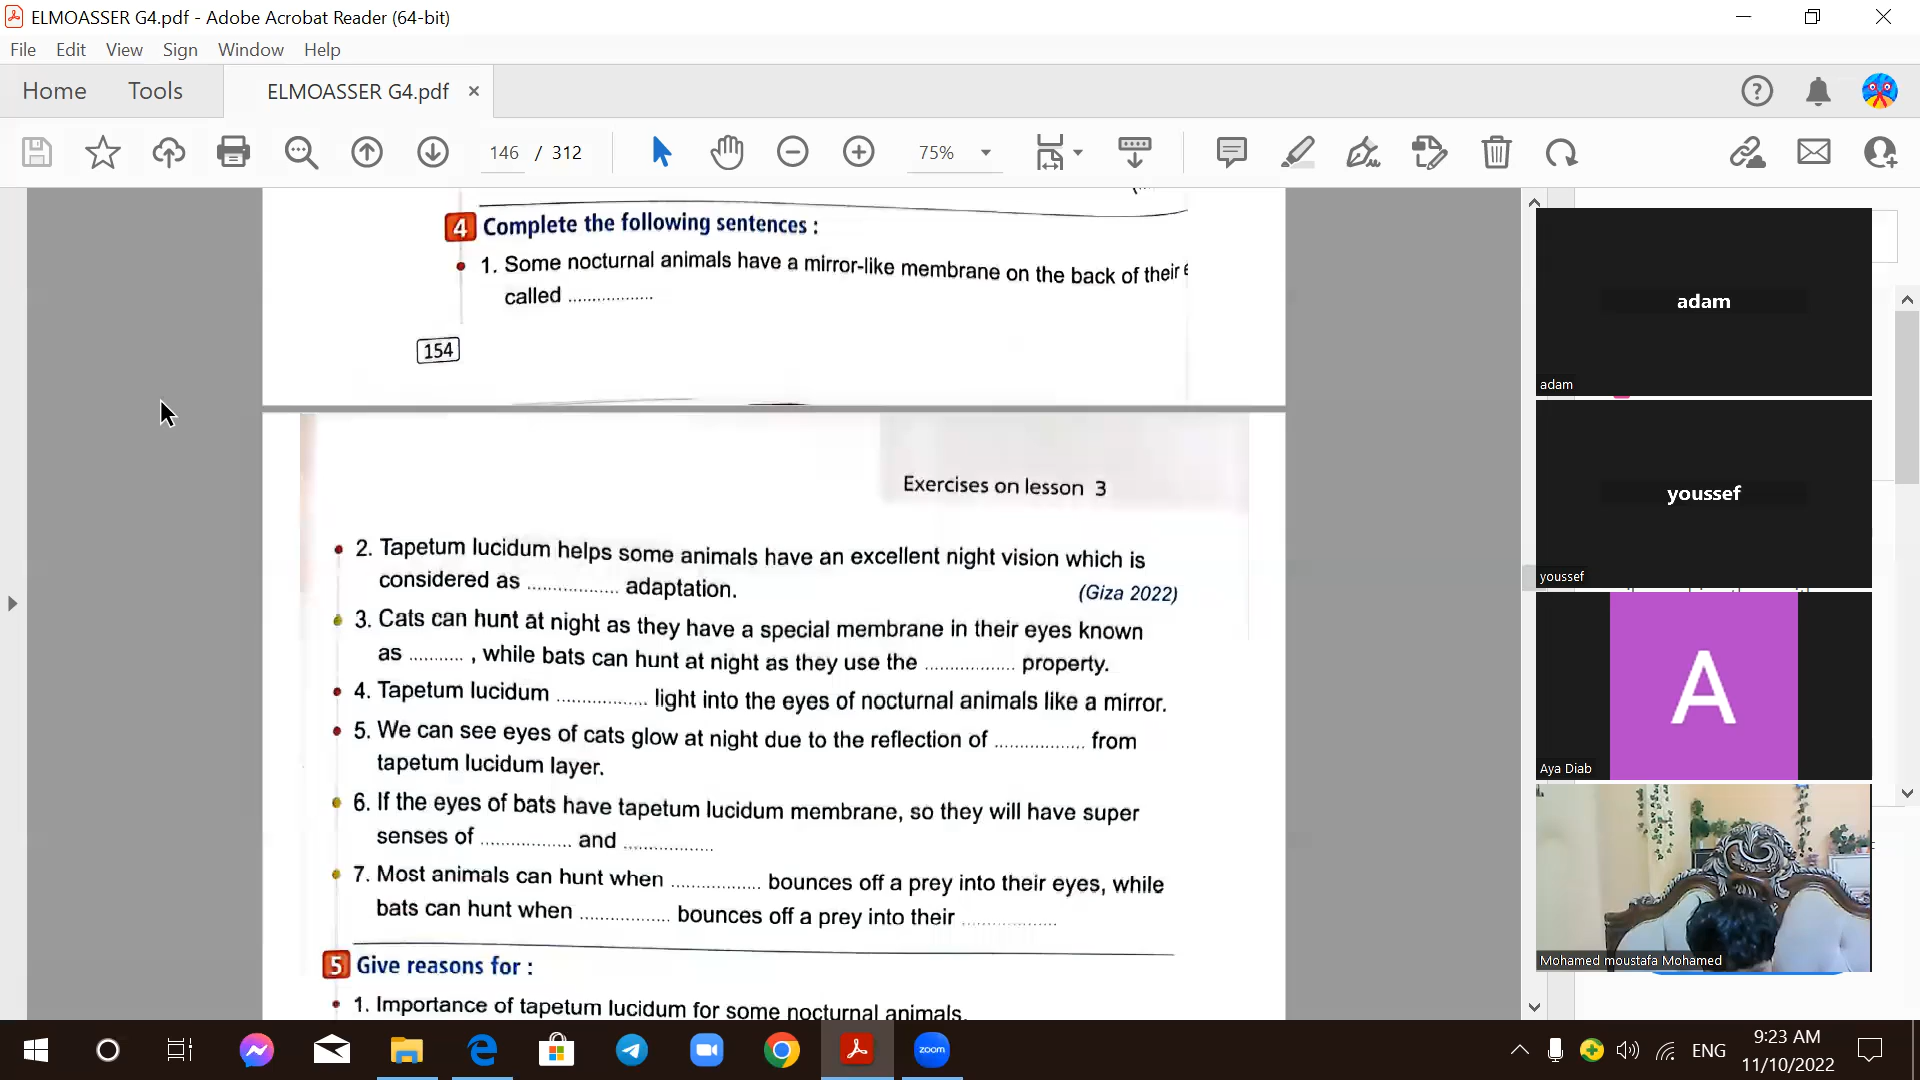 ELMOASSER G4.pdf - Adobe Acrobat Reader (64-bit)
File Edit View Sign Window Help
Home Tools ELMOASSER G4.pdf
146 / 312 75%
4 Complete the following sentences :
1. Some nocturnal animals have a mirror-like membrane on the back of their
called .................
154
Exercises on lesson 3
2. Tapetum lucidum helps some animals have an excellent night vision which is
considered as ................. adaptation. (Giza 2022)
3. Cats can hunt at night as they have a special membrane in their eyes known
as ........... , while bats can hunt at night as they use the ................. property.
4. Tapetum lucidum ................. light into the eyes of nocturnal animals like a mirror.
5. We can see eyes of cats glow at night due to the reflection of ................. from
tapetum lucidum layer.
6. If the eyes of bats have tapetum lucidum membrane, so they will have super
senses of ................. and .................
7. Most animals can hunt when ................. bounces off a prey into their eyes, while
bats can hunt when ................. bounces off a prey into their .................
5 Give reasons for :
1. Importance of tapetum lucidum for some nocturnal animals.
adam
adam
youssef
youssef
A
Aya Diab
Mohamed moustafa Mohamed
zoom
ENG
9:23 AM
11/10/2022